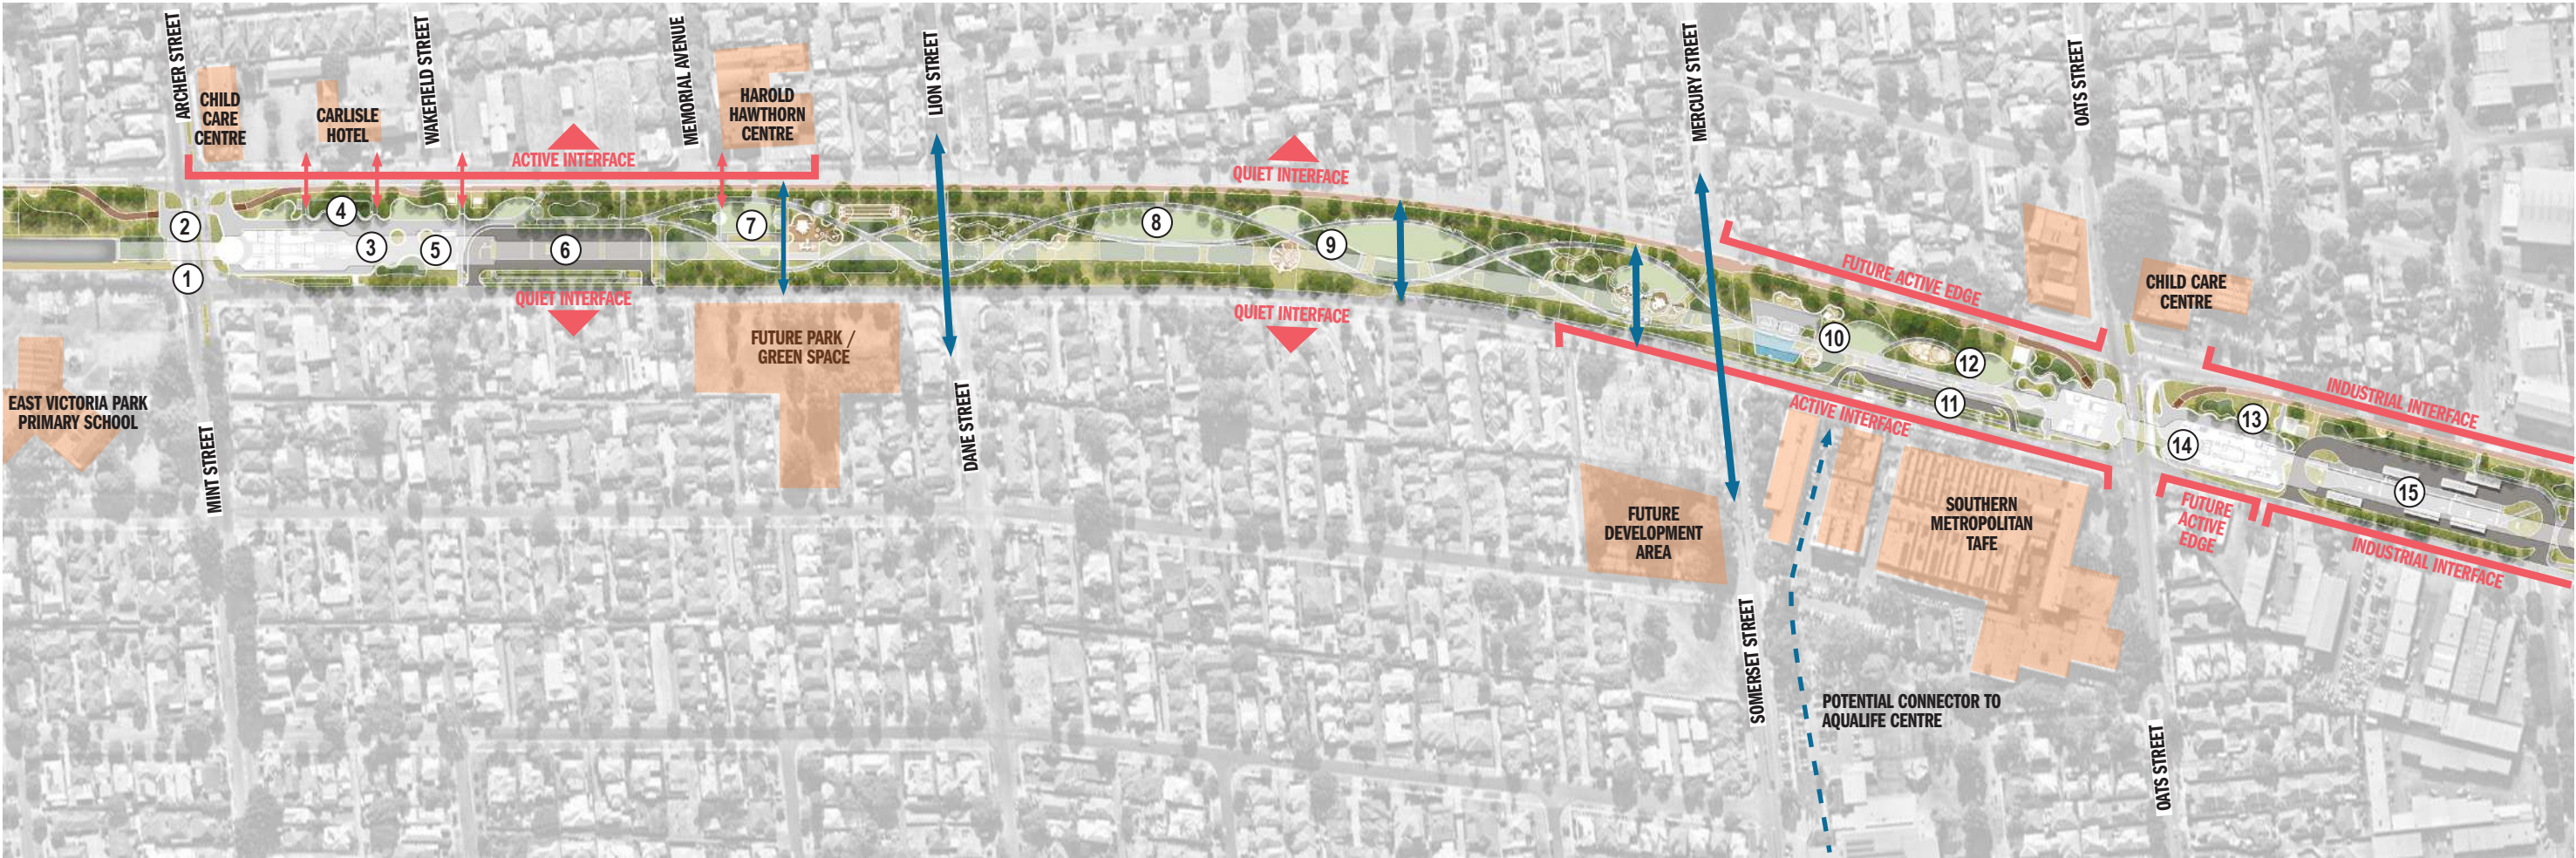 ARCHER STREET
CHILD
CARE
CENTRE
CARLISLE
HOTEL
WAKEFIELD STREET
ACTIVE INTERFACE
MEMORIAL AVENUE
HAROLD
HAWTHORN
CENTRE
LION STREET
QUIET INTERFACE
MERCURY STREET
OATS STREET
FUTURE ACTIVE EDGE
CHILD CARE
CENTRE
INDUSTRIAL INTERFACE
1
2
3
4
5
6
7
8
9
10
11
12
13
14
15
QUIET INTERFACE
QUIET INTERFACE
ACTIVE INTERFACE
FUTURE
ACTIVE
EDGE
INDUSTRIAL INTERFACE
EAST VICTORIA PARK
PRIMARY SCHOOL
MINT STREET
FUTURE PARK /
GREEN SPACE
DANE STREET
FUTURE
DEVELOPMENT
AREA
SOUTHERN
METROPOLITAN
TAFE
SOMERSET STREET
POTENTIAL CONNECTOR TO
AQUALIFE CENTRE
OATS STREET